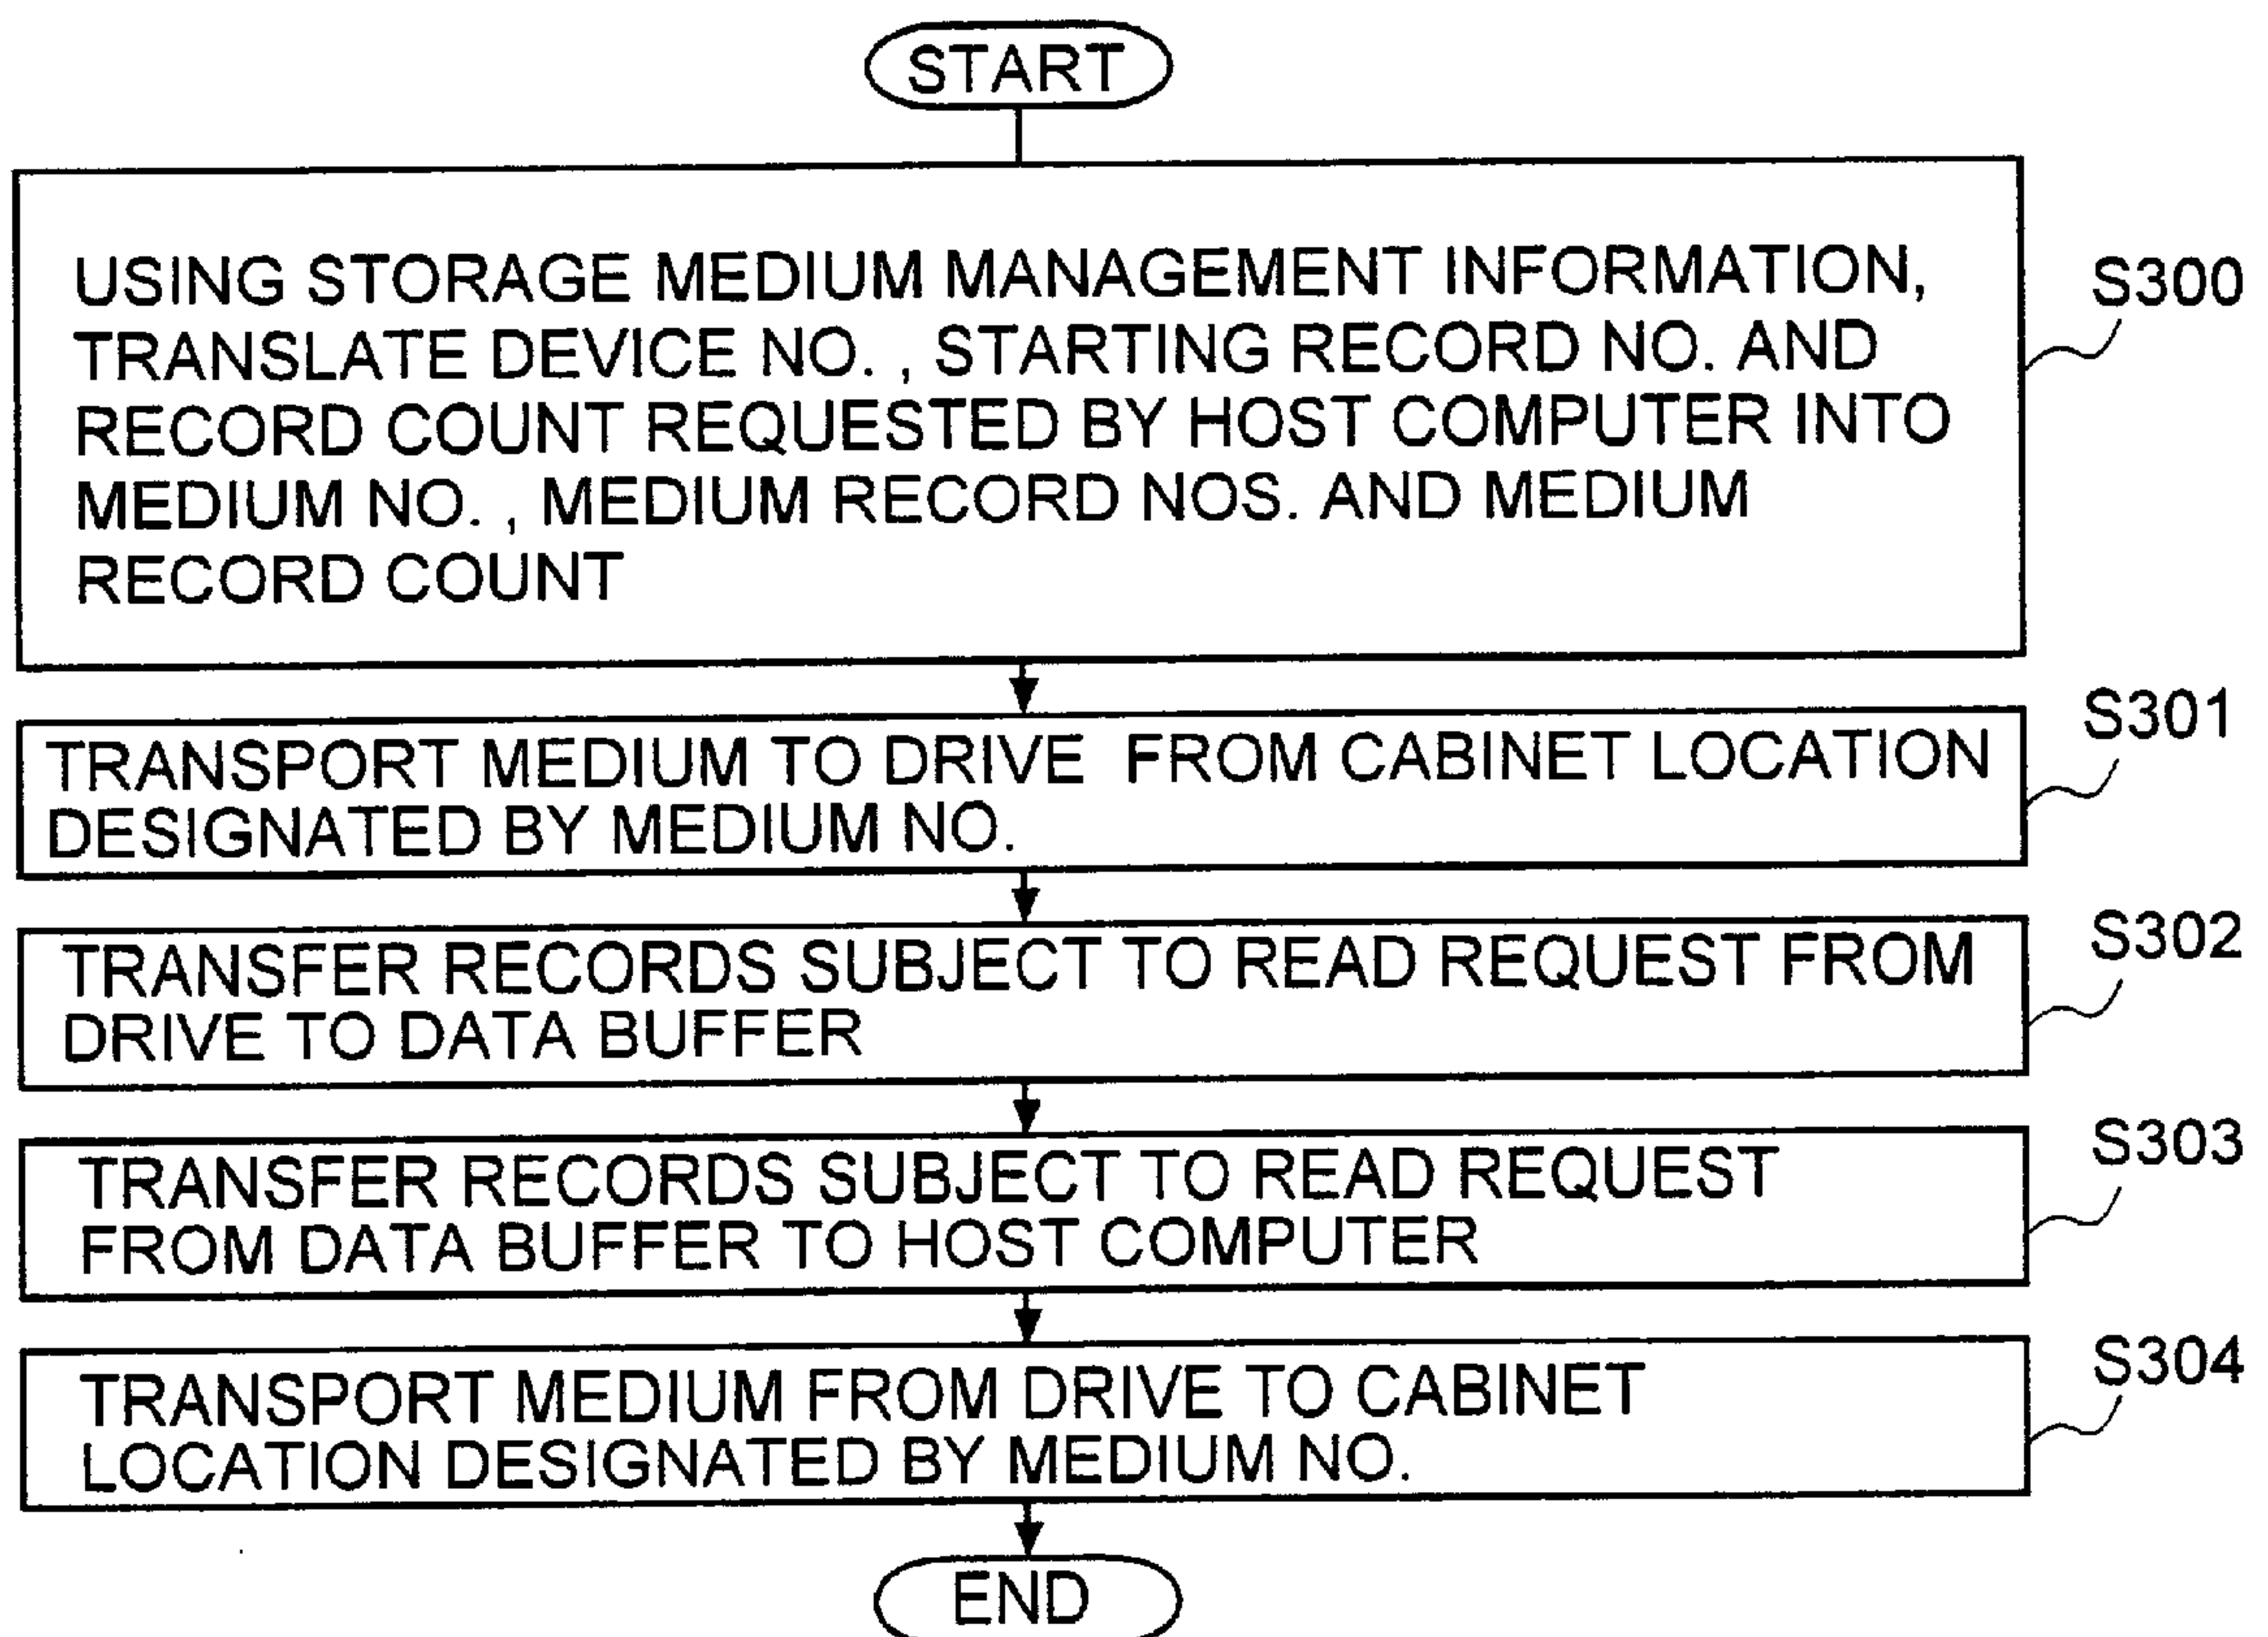 START
USING STORAGE MEDIUM MANAGEMENT INFORMATION,
TRANSLATE DEVICE NO. , STARTING RECORD NO. AND
RECORD COUNT REQUESTED BY HOST COMPUTER INTO
MEDIUM NO. , MEDIUM RECORD NOS. AND MEDIUM
RECORD COUNT
S300
TRANSPORT MEDIUM TO DRIVE FROM CABINET LOCATION
DESIGNATED BY MEDIUM NO.
S301
TRANSFER RECORDS SUBJECT TO READ REQUEST FROM
DRIVE TO DATA BUFFER
S302
TRANSFER RECORDS SUBJECT TO READ REQUEST
FROM DATA BUFFER TO HOST COMPUTER
S303
TRANSPORT MEDIUM FROM DRIVE TO CABINET
LOCATION DESIGNATED BY MEDIUM NO.
S304
END